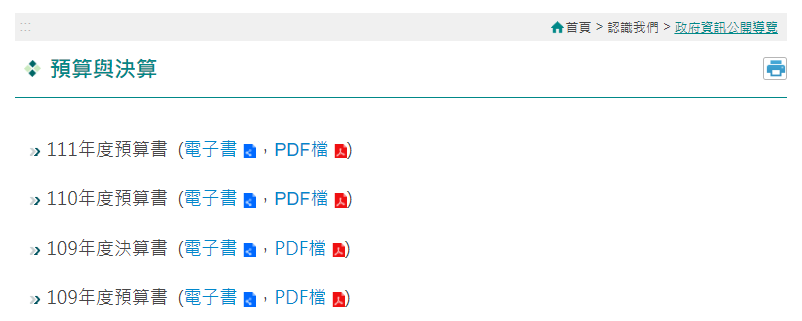 :::
首頁 > 認識我們 > 政府資訊公開導覽
預算與決算
111年度預算書 (電子書，PDF檔)
110年度預算書 (電子書，PDF檔)
109年度決算書 (電子書，PDF檔)
109年度預算書 (電子書，PDF檔)